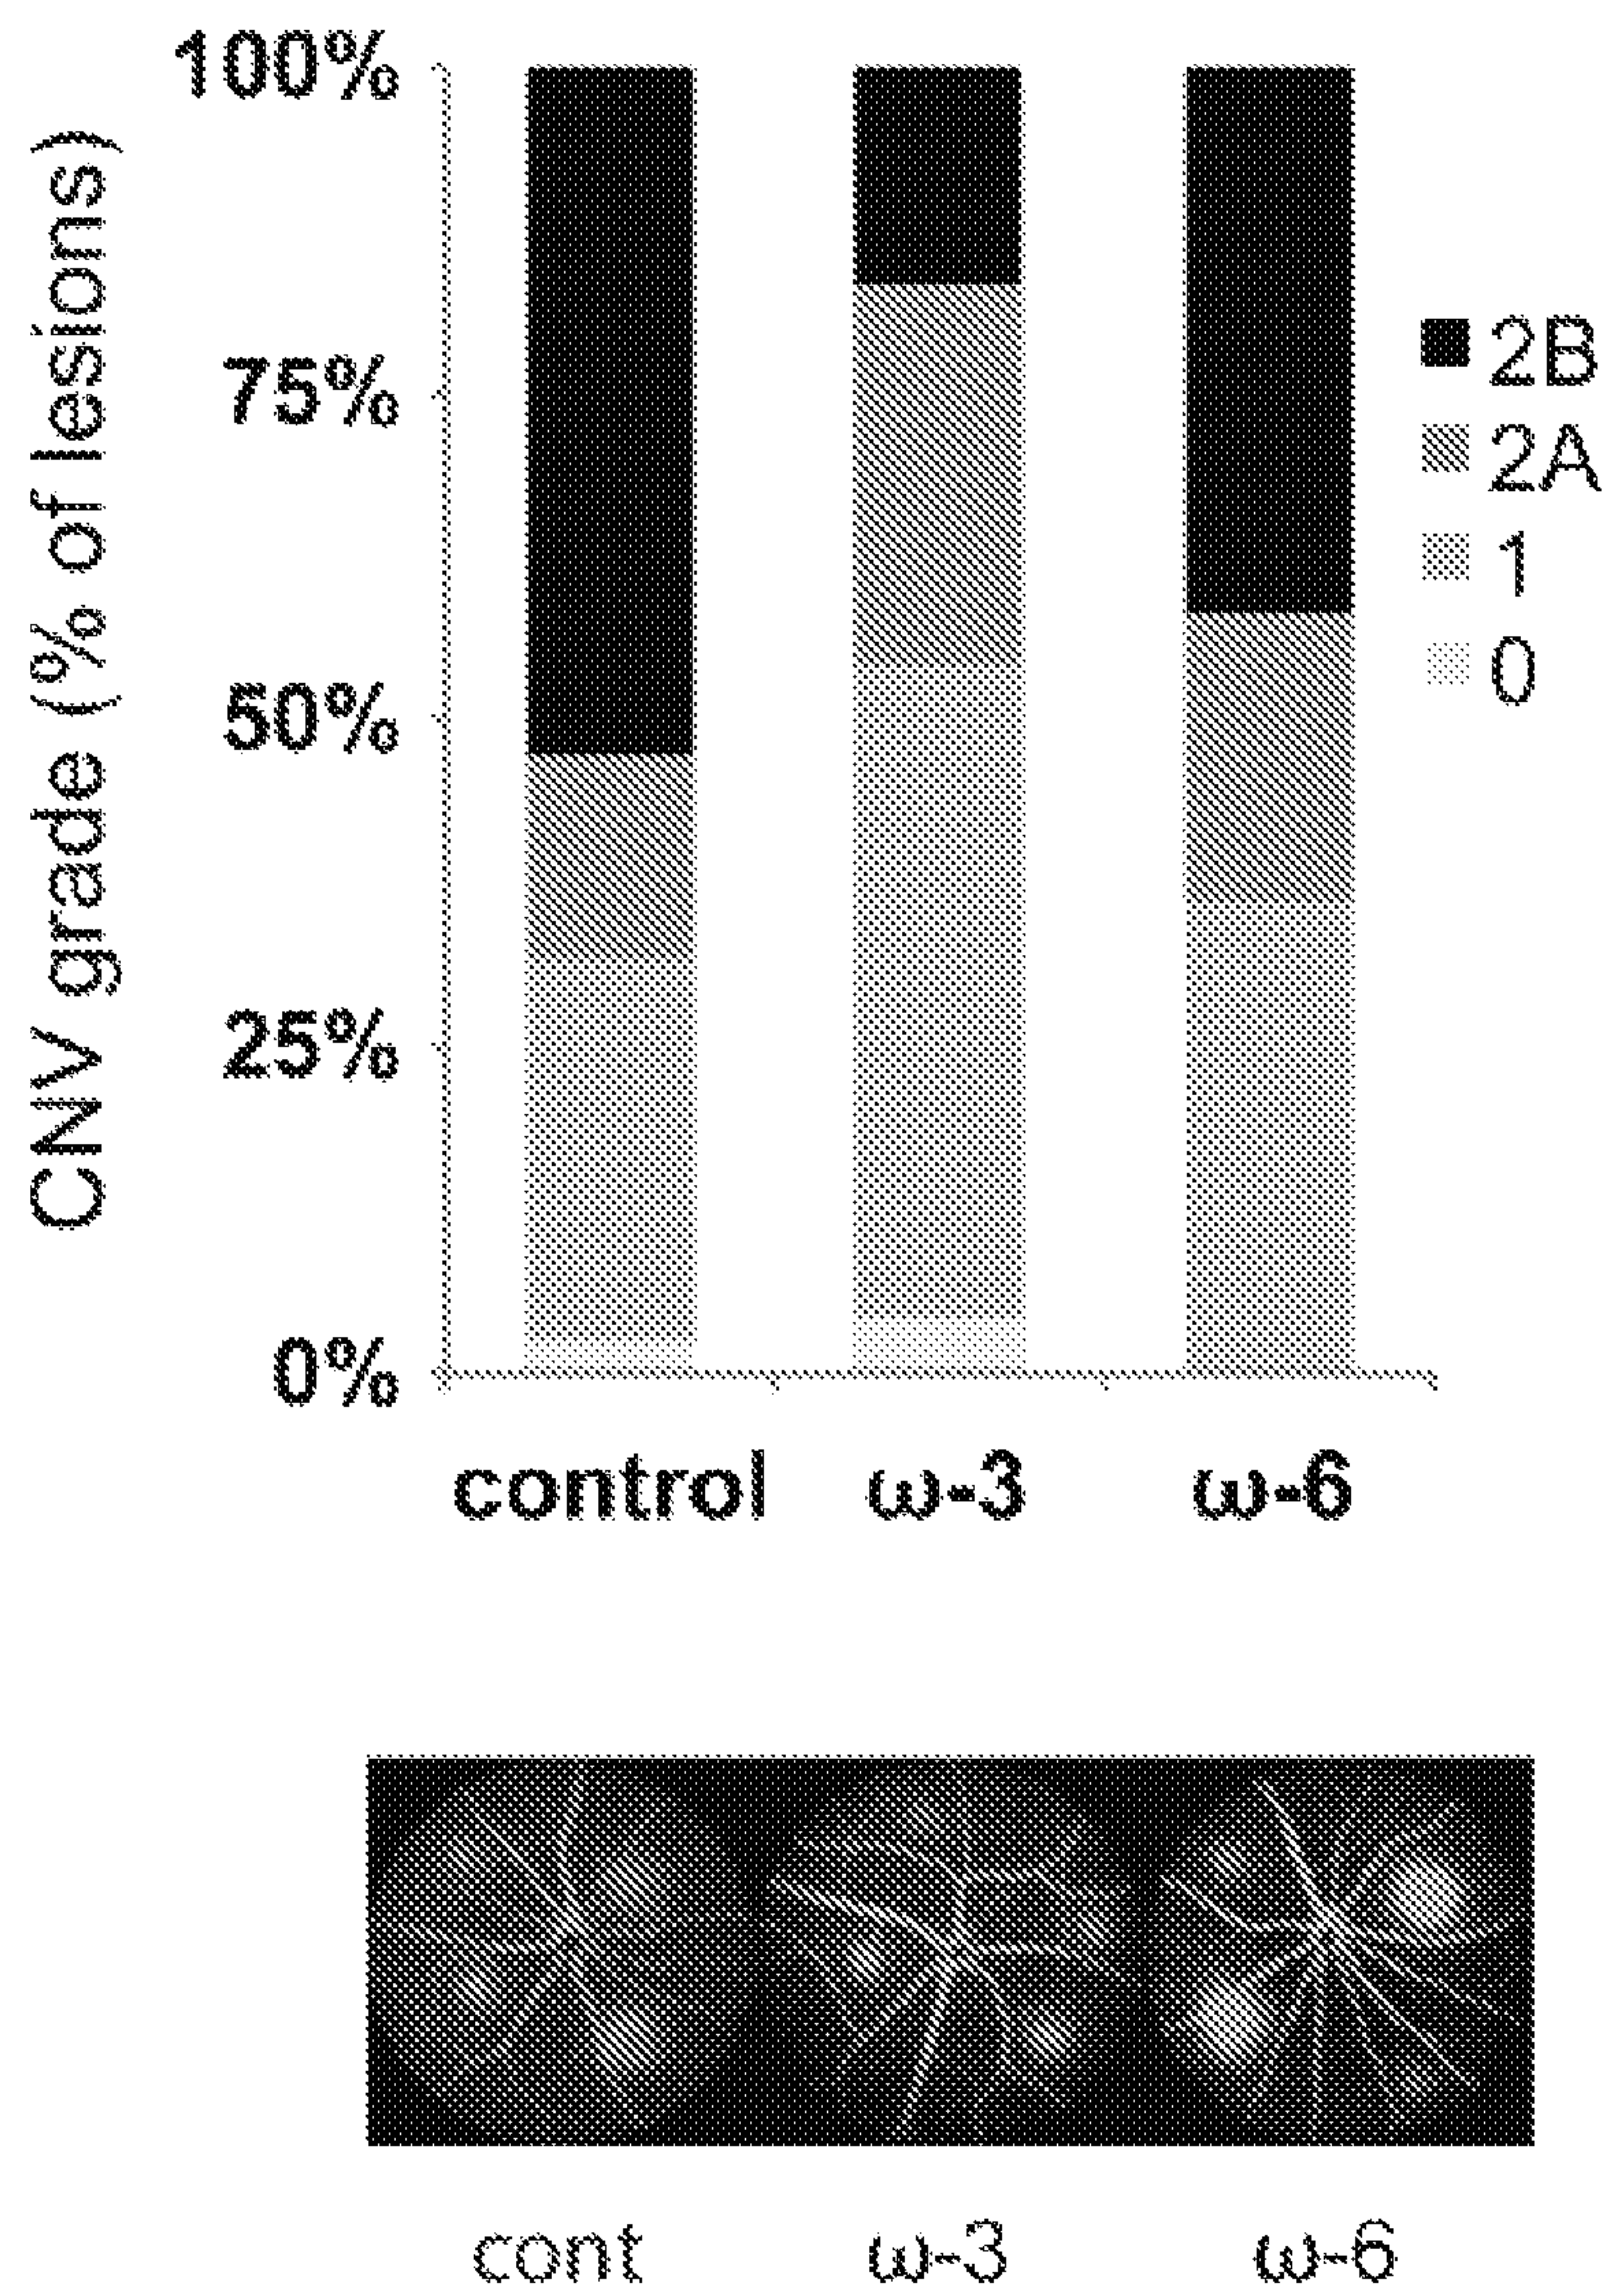 CNV grade (% of lesions)
100%
75%
50%
25%
0%
2B
2A
1
0
control ω-3 ω-6
cont ω-3 ω-6